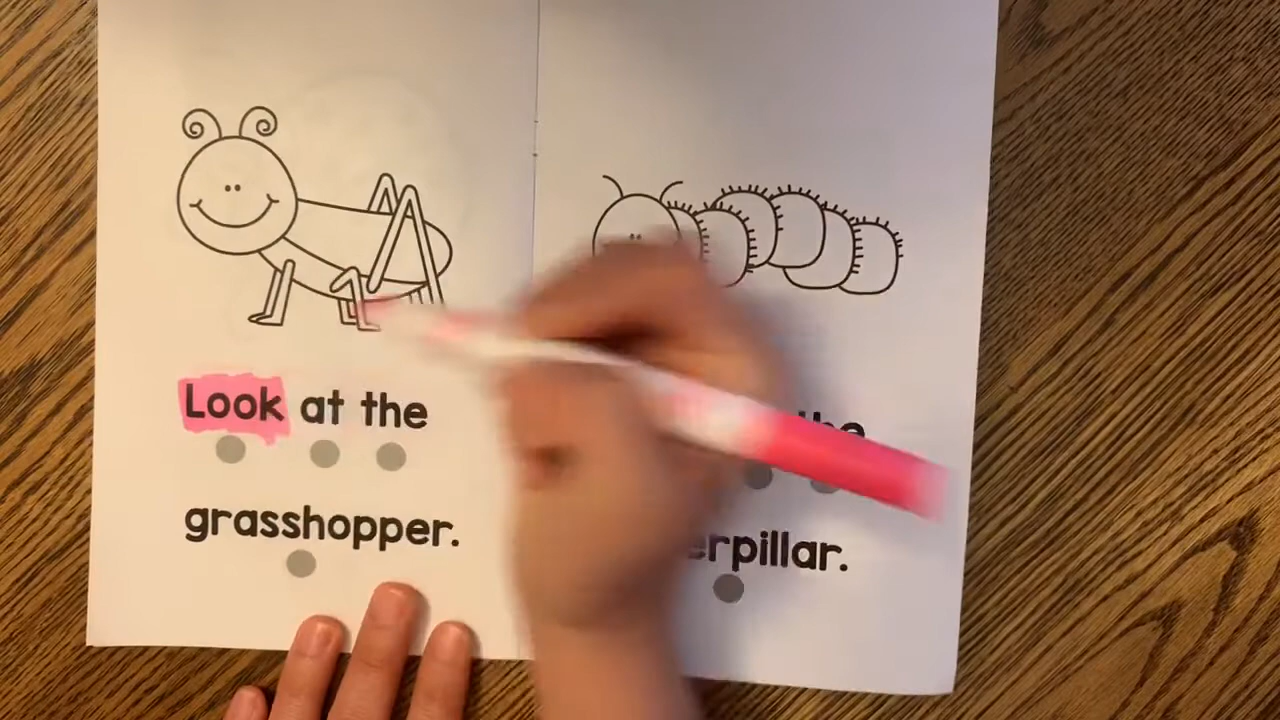 Look at the
grasshopper.
the
erpillar.